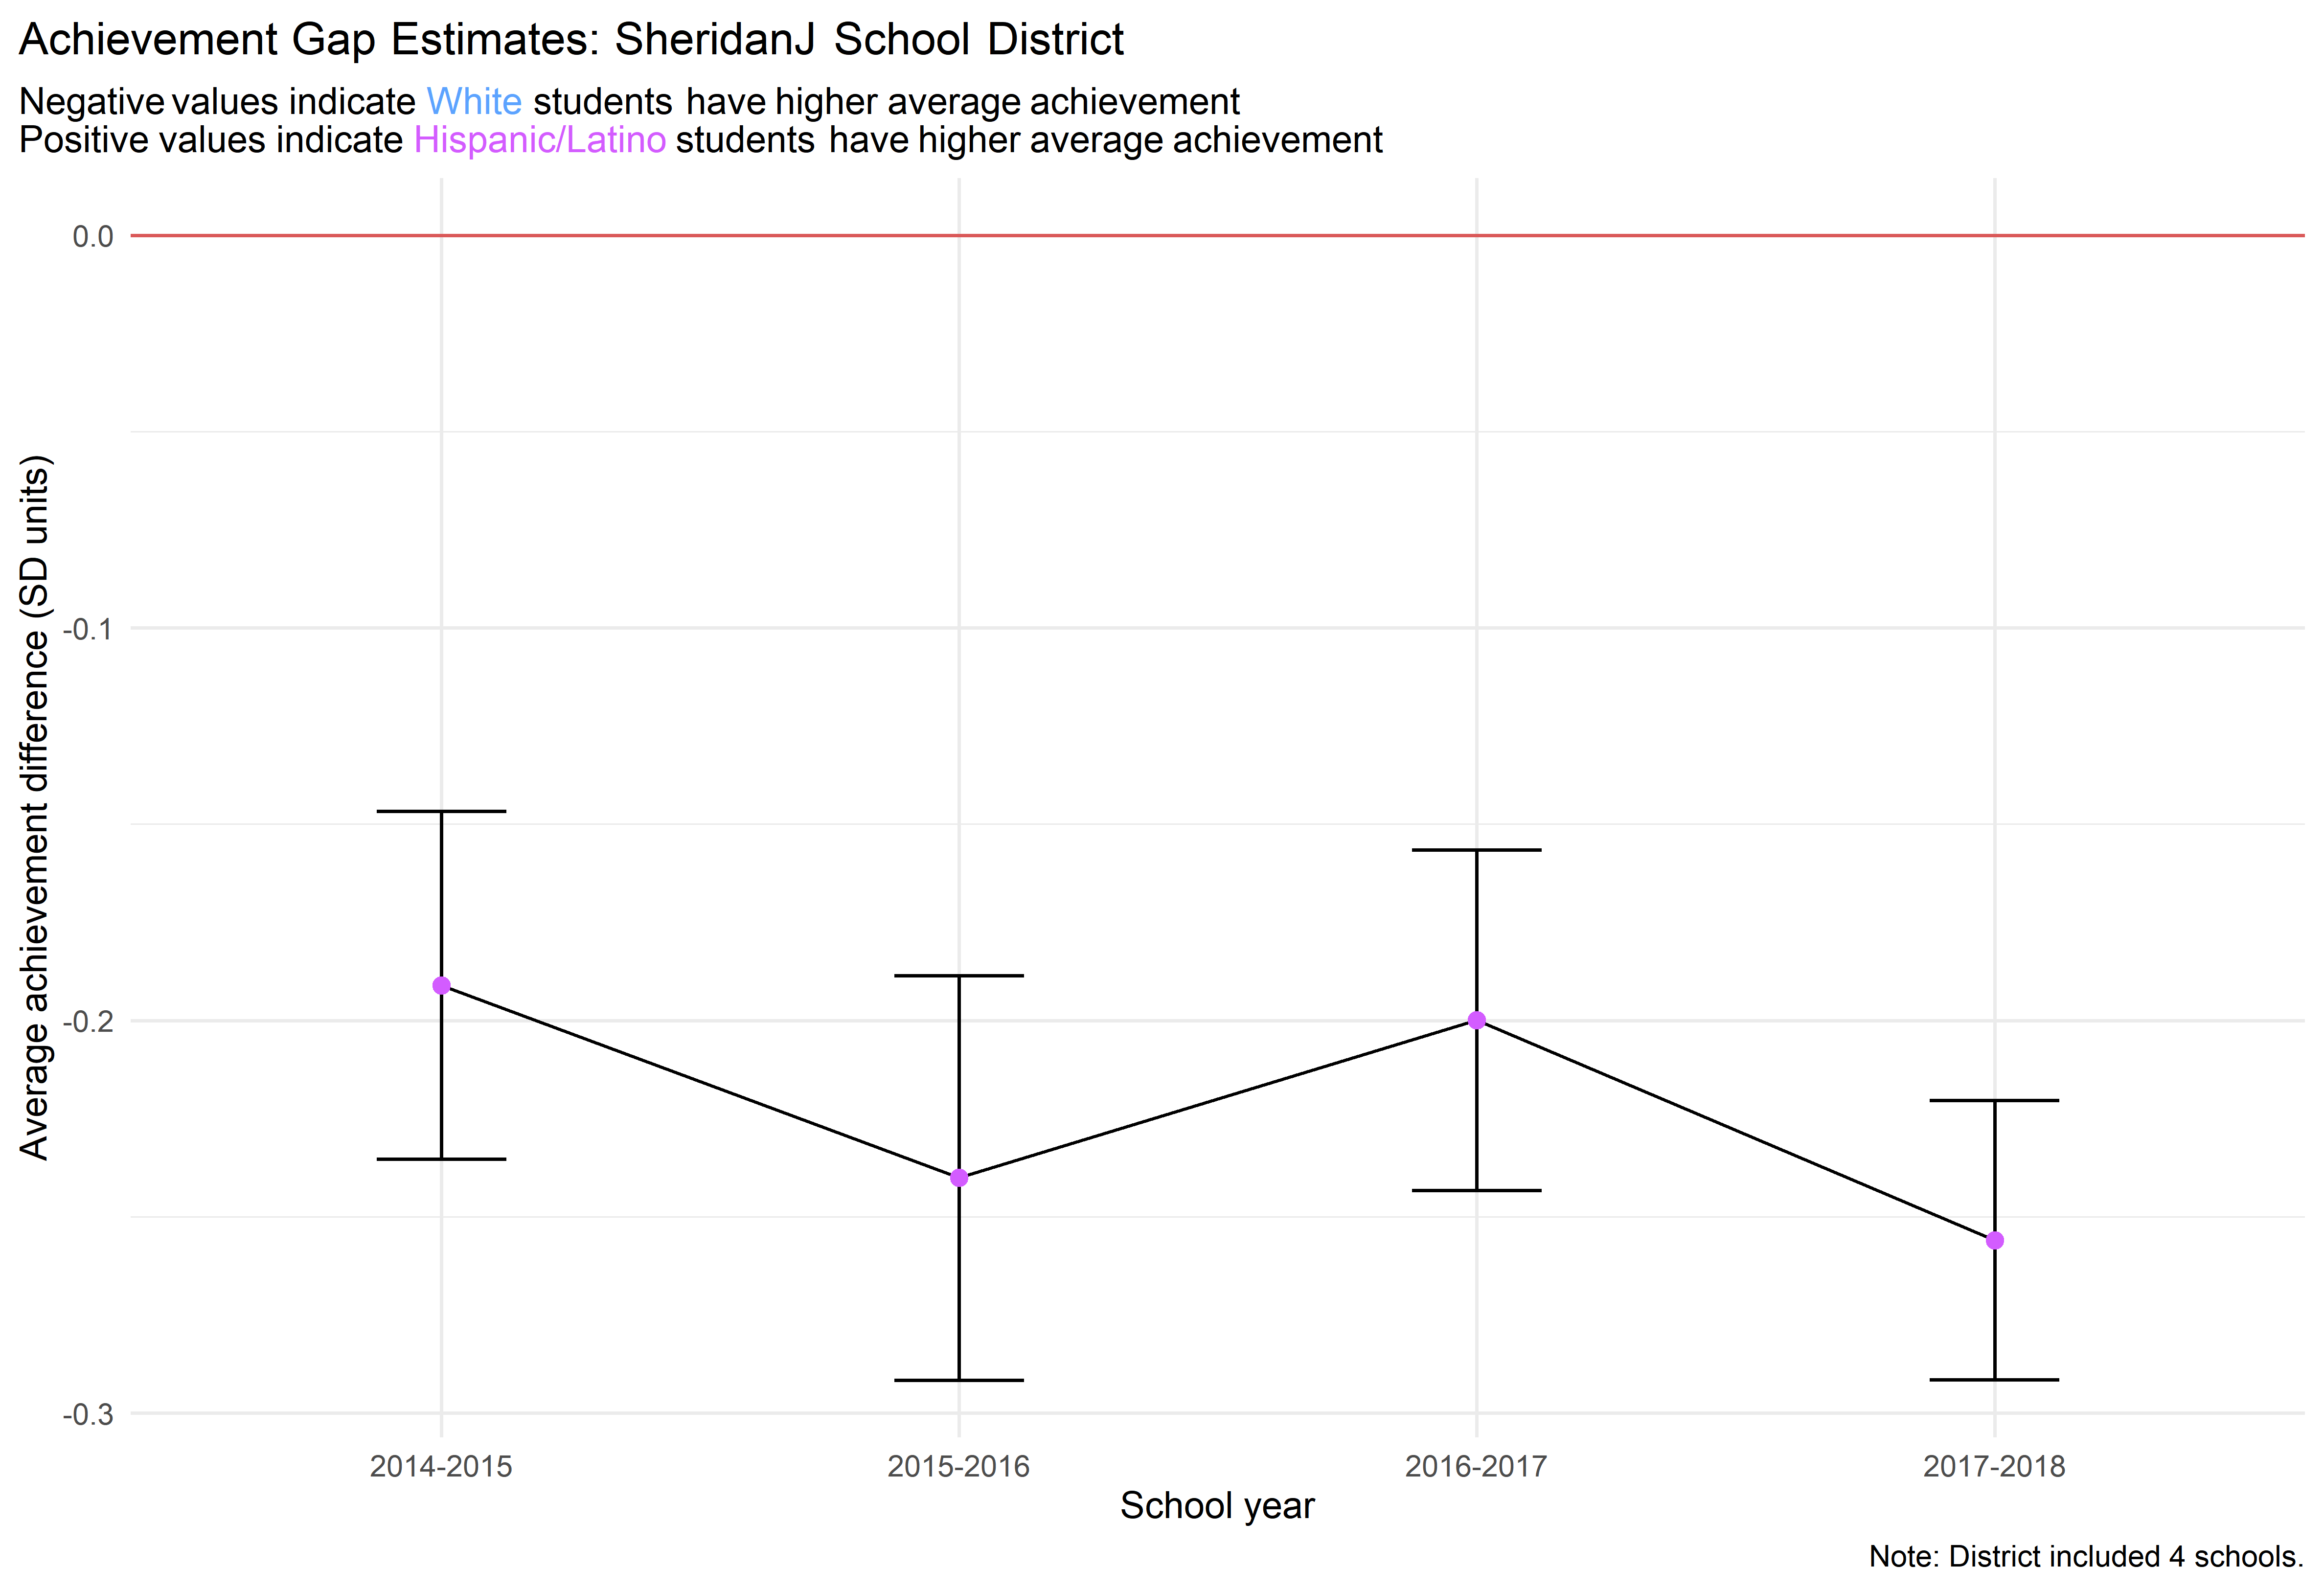 Achievement Gap Estimates: SheridanJ School District
Negative values indicate White students have higher average achievement
Positive values indicate Hispanic/Latino students have higher average achievement
Average achievement difference (SD units)
0.0
-0.1
-0.2
-0.3
2014-2015 2015-2016 2016-2017 2017-2018
School year
Note: District included 4 schools.